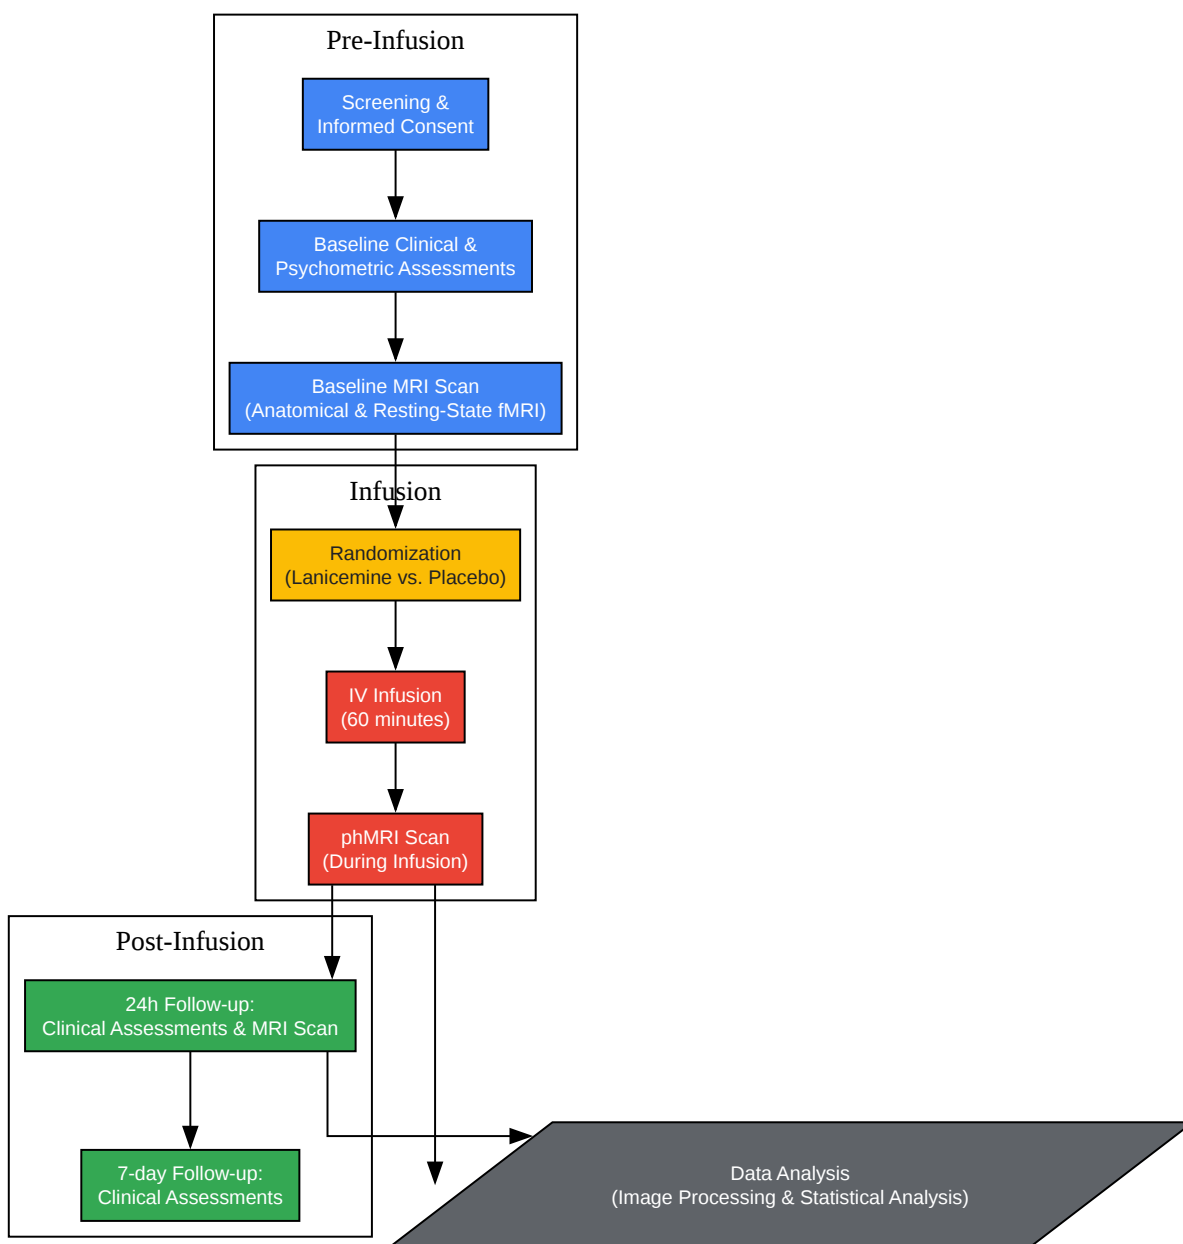 Pre-Infusion
Screening &
Informed Consent
Baseline Clinical &
Psychometric Assessments
Baseline MRI Scan
(Anatomical & Resting-State fMRI)
Infusion
Randomization
(Lanicemine vs. Placebo)
IV Infusion
(60 minutes)
phMRI Scan
(During Infusion)
Post-Infusion
24h Follow-up:
Clinical Assessments & MRI Scan
7-day Follow-up:
Clinical Assessments
Data Analysis
(Image Processing & Statistical Analysis)